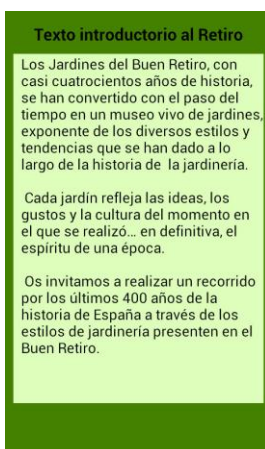 Texto introductorio al Retiro
Los Jardines del Buen Retiro, con
casi cuatrocientos años de historia,
se han convertido con el paso del
tiempo en un museo vivo de jardines,
exponente de los diversos estilos y
tendencias que se han dado a lo
largo de la historia de  la jardinería.
Cada jardín refleja las ideas, los
gustos y la cultura del momento en
el que se realizó... en definitiva, el
espíritu de una época.
Os invitamos a realizar un recorrido
por los últimos 400 años de la
historia de España a través de los
estilos de jardinería presenten en el
Buen Retiro.